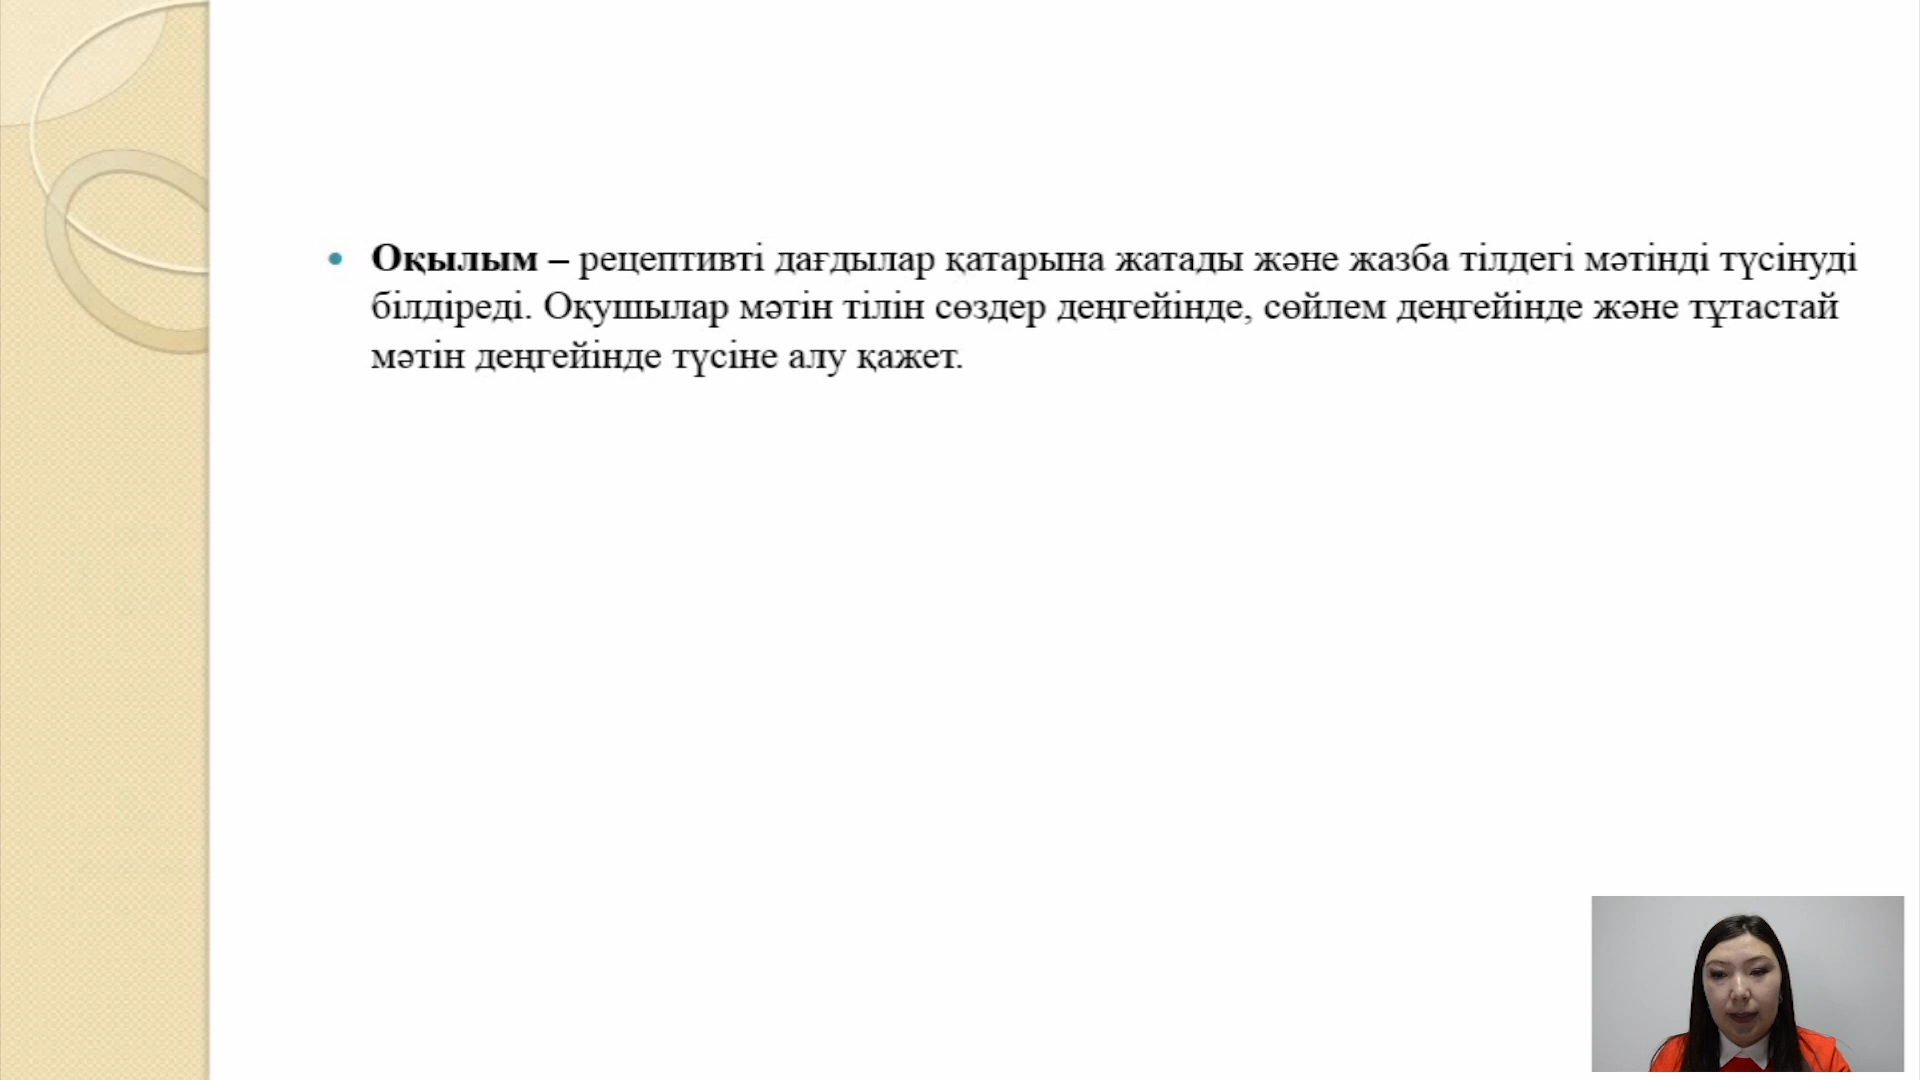 • Оқылым – рецептивті дағдылар қатарына жатады және жазба тілдегі мәтінді түсінуді
білдіреді. Оқушылар мәтін тілін сөздер деңгейінде, сөйлем деңгейінде және тұтастай
мәтін деңгейінде түсіне алу қажет.